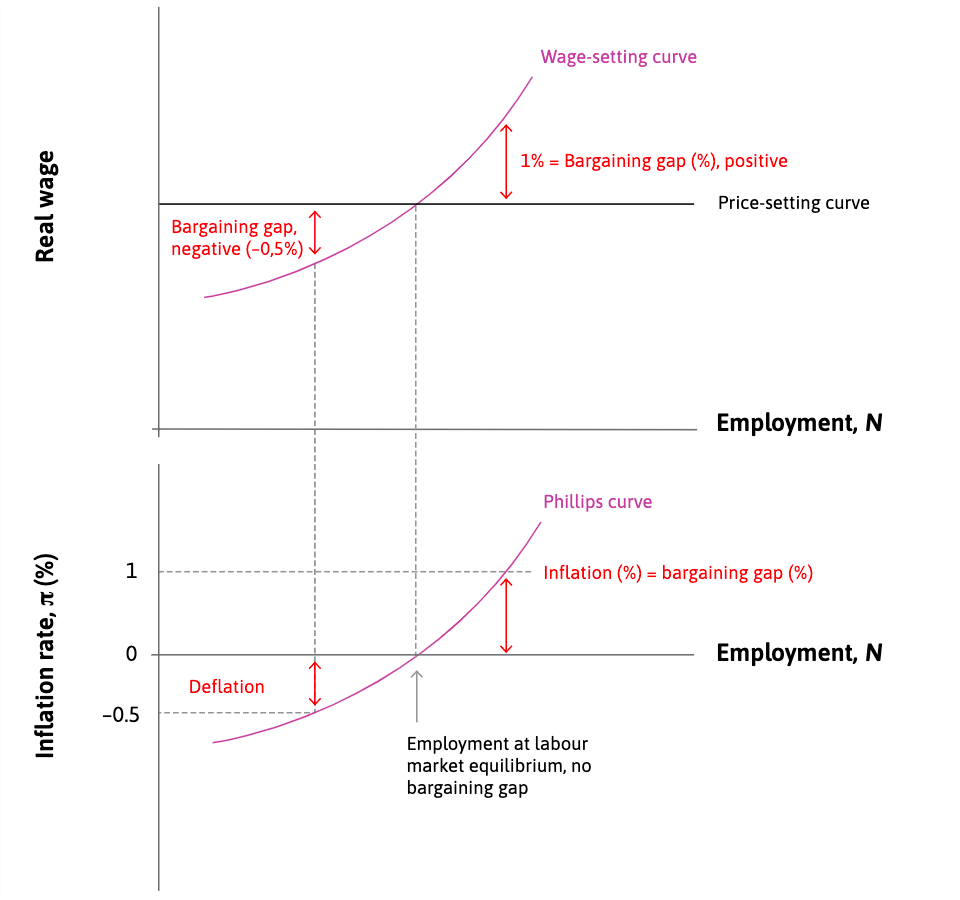 Wage-setting curve
1% = Bargaining gap (%), positive
Real wage
Price-setting curve
Bargaining gap,
negative (–0,5%)
Employment, N
Phillips curve
1
Inflation (%) = bargaining gap (%)
Inflation rate, π (%)
0
Employment, N
Deflation
–0.5
Employment at labour
market equilibrium, no
bargaining gap